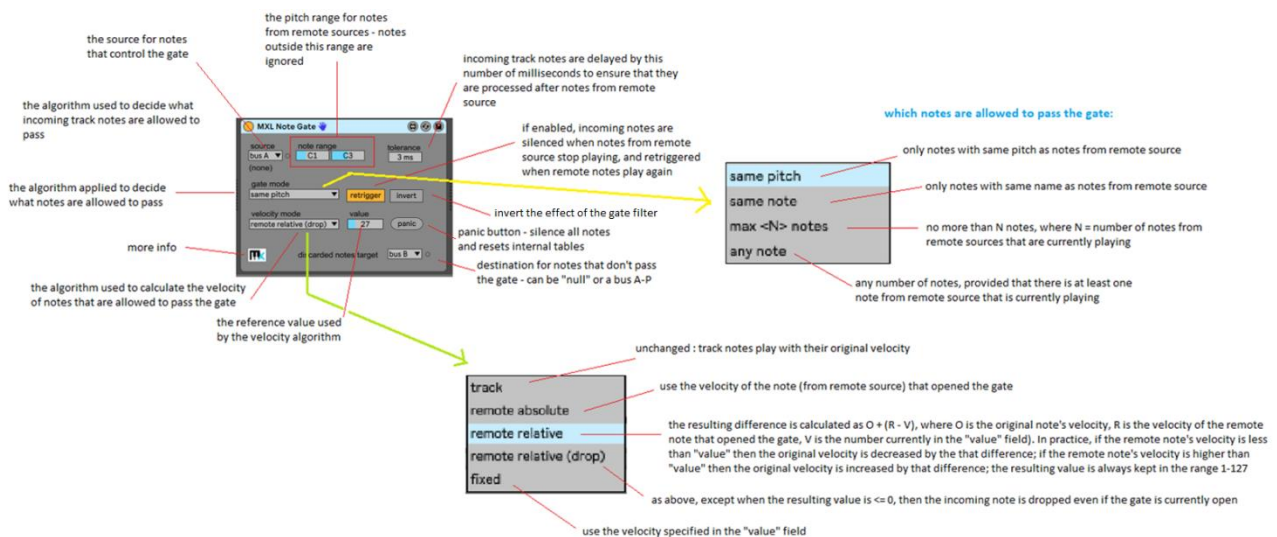 the source for notes
that control the gate
the pitch range for notes
from remote sources - notes
outside this range are
ignored
incoming track notes are delayed by this
number of milliseconds to ensure that they
are processed after notes from remote
source
the algorithm used to decide what
incoming track notes are allowed to
pass
MXL Note Gate
source
note range
tolerance
bus A
C1
C3
3 ms
(none)
gate mode
same pitch
retrigger
invert
velocity mode
value
remote relative (drop)
27
panic
discarded notes target
bus B
if enabled, incoming notes are
silenced when notes from remote
source stop playing, and retriggered
when remote notes play again
the algorithm applied to decide
what notes are allowed to pass
invert the effect of the gate filter
panic button - silence all notes
and resets internal tables
more info
destination for notes that don't pass
the gate - can be "null" or a bus A-P
the algorithm used to calculate the velocity
of notes that are allowed to pass the gate
the reference value used
by the velocity algorithm
which notes are allowed to pass the gate:
same pitch
only notes with same pitch as notes from remote source
same note
only notes with same name as notes from remote source
max <N> notes
no more than N notes, where N = number of notes from
remote sources that are currently playing
any note
any number of notes, provided that there is at least one
note from remote source that is currently playing
track
unchanged : track notes play with their original velocity
remote absolute
use the velocity of the note (from remote source) that opened the gate
remote relative
the resulting difference is calculated as O + (R - V), where O is the original note's velocity, R is the velocity of the remote
note that opened the gate, V is the number currently in the "value" field). In practice, if the remote note's velocity is less
than "value" then the original velocity is decreased by the that difference; if the remote note's velocity is higher than
"value" then the original velocity is increased by that difference; the resulting value is always kept in the range 1-127
remote relative (drop)
as above, except when the resulting value is <= 0, then the incoming note is dropped even if the gate is currently open
fixed
use the velocity specified in the "value" field